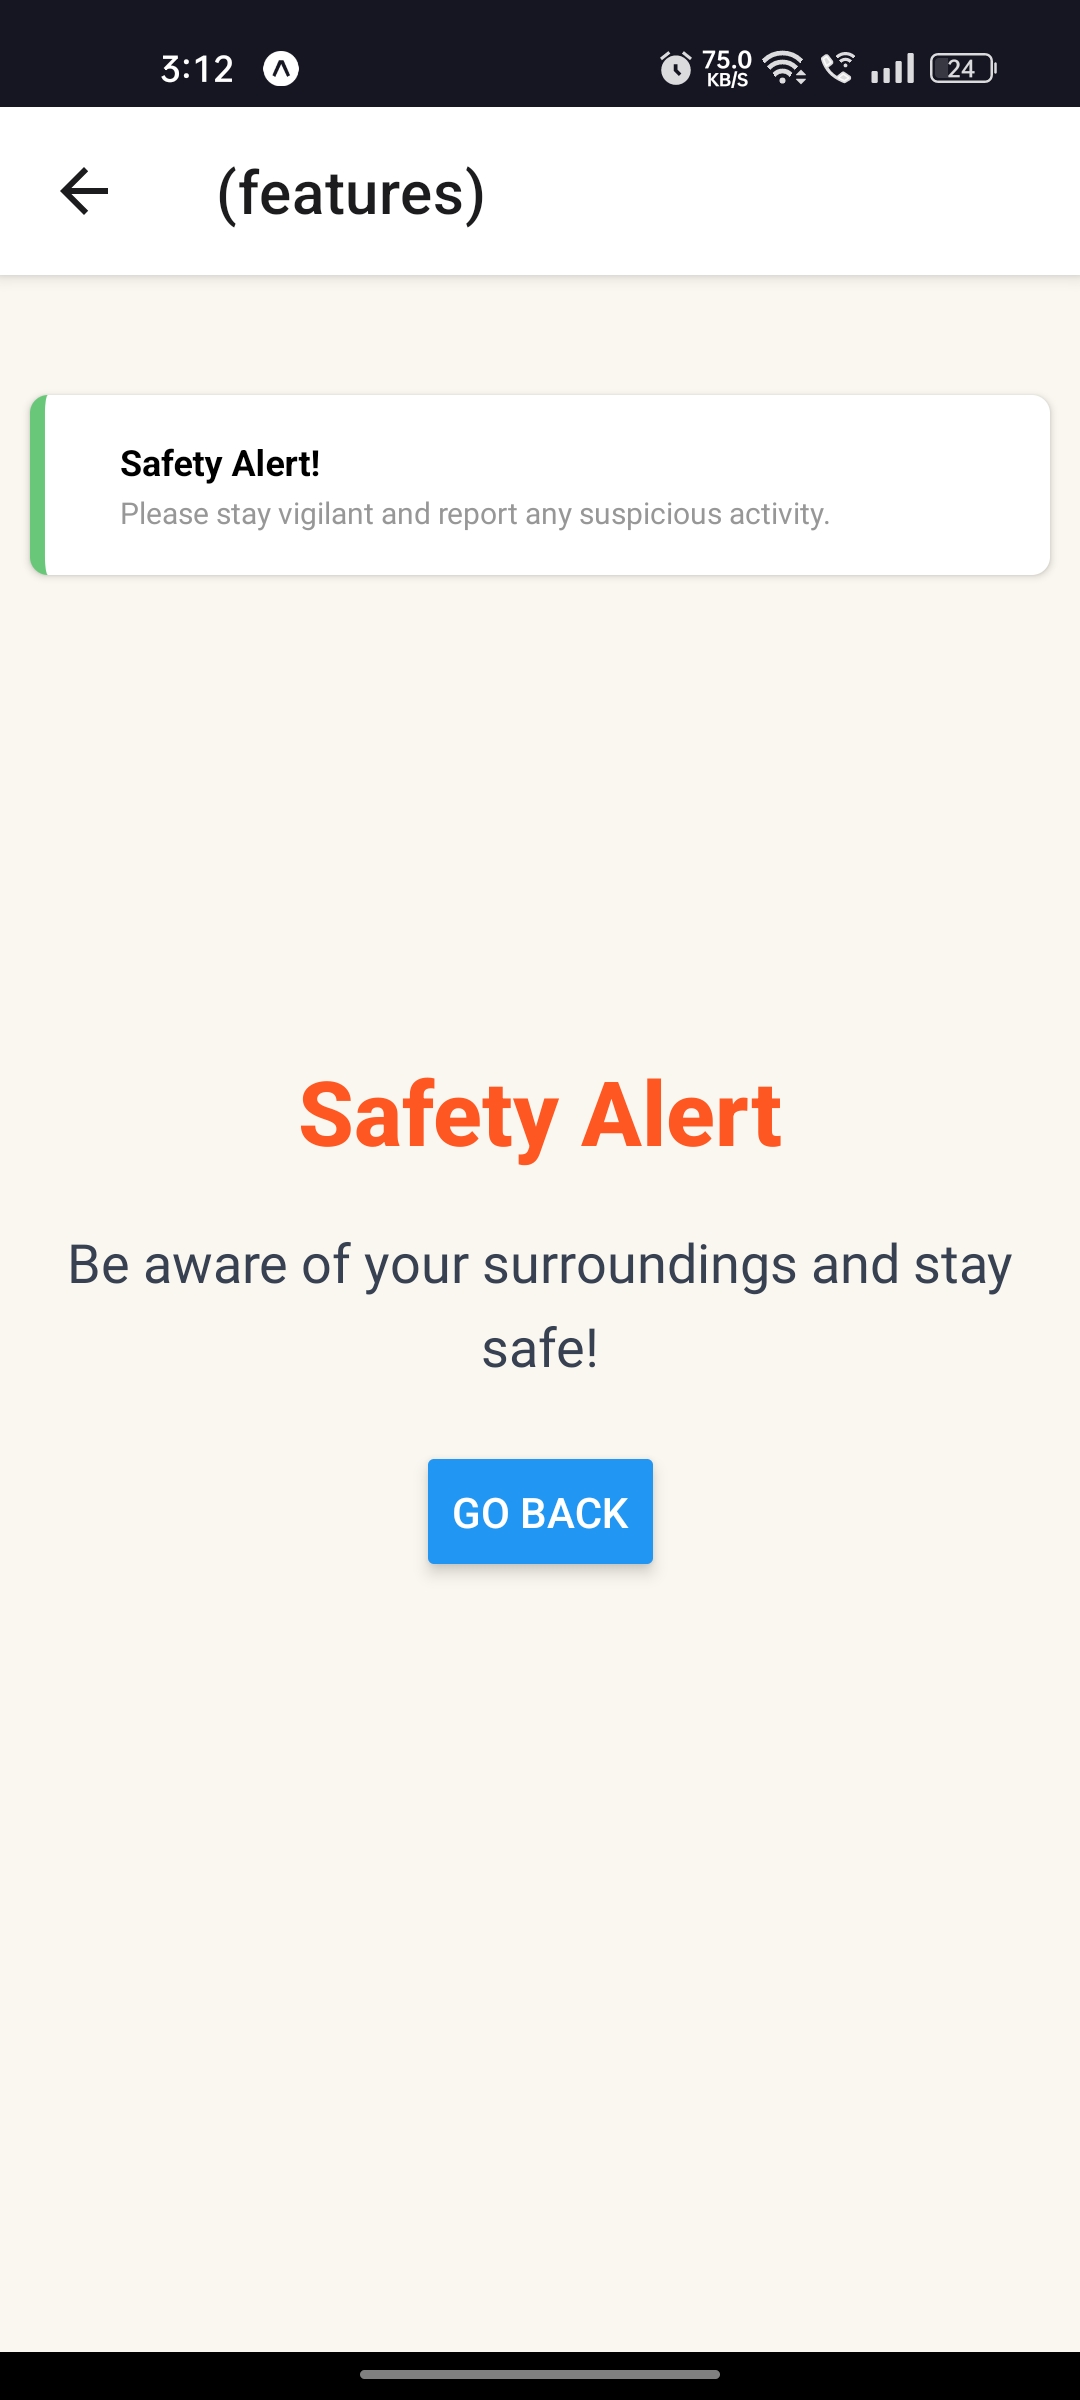 3:12
75.0
KB/S
24
(features)
Safety Alert!
Please stay vigilant and report any suspicious activity.
Safety Alert
Be aware of your surroundings and stay
safe!
GO BACK